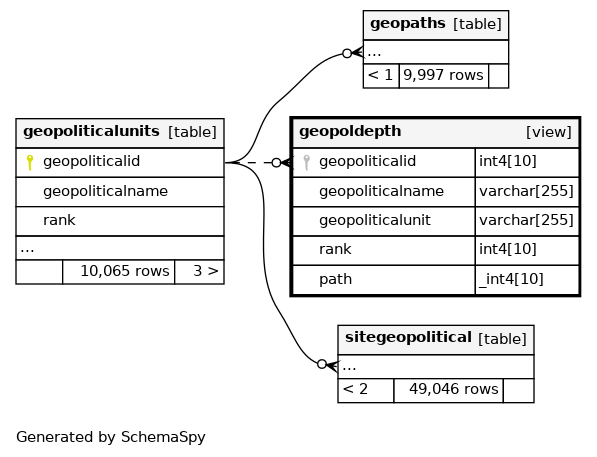 geopaths [table]
...
< 1 9,997 rows
geopoliticalunits [table]
geopoliticalid
geopoliticalname
rank
...
10,065 rows 3 >
geopoldepth [view]
geopoliticalid int4[10]
geopoliticalname varchar[255]
geopoliticalunit varchar[255]
rank int4[10]
path _int4[10]
sitegeopolitical [table]
...
< 2 49,046 rows
Generated by SchemaSpy